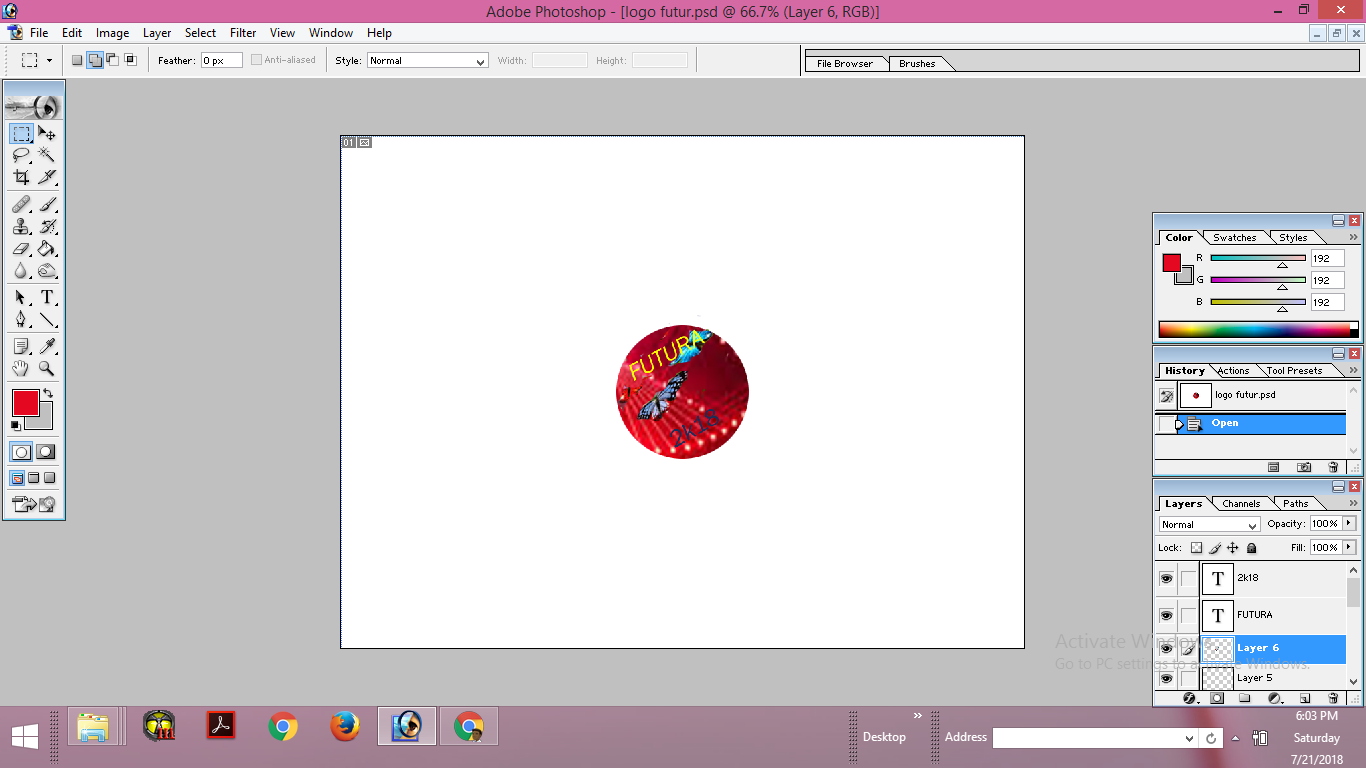 Adobe Photoshop - [logo futur.psd @ 66.7% (Layer 6, RGB)]
File Edit Image Layer Select Filter View Window Help
Feather: 0 px Anti-aliased Style: Normal Width: Height: File Browser Brushes
01
FUTURA
2k18
Color Swatches Styles
R 192
G 192
B 192
History Actions Tool Presets
logo futur.psd
Open
Layers Channels Paths
Normal Opacity: 100%
Lock: Fill: 100%
T 2k18
T FUTURA
Layer 6
Layer 5
Activate Windows
Go to PC settings to activate Windows.
Desktop Address
6:03 PM
Saturday
7/21/2018